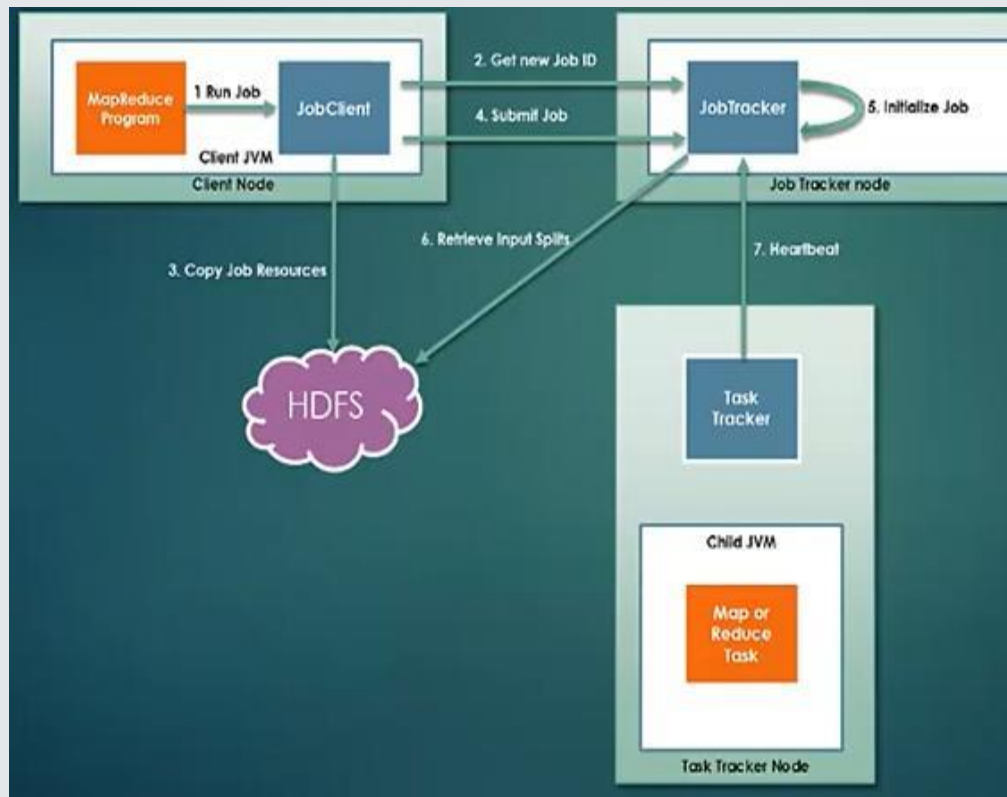 MapReduce
Program
1 Run Job
JobClient
Client JVM
Client Node
2. Get new Job ID
4. Submit Job
JobTracker
5. Initialize Job
Job Tracker node
3. Copy Job Resources
6. Retrieve Input Splits
7. Heartbeat
HDFS
Task
Tracker
Child JVM
Map or
Reduce
Task
Task Tracker Node